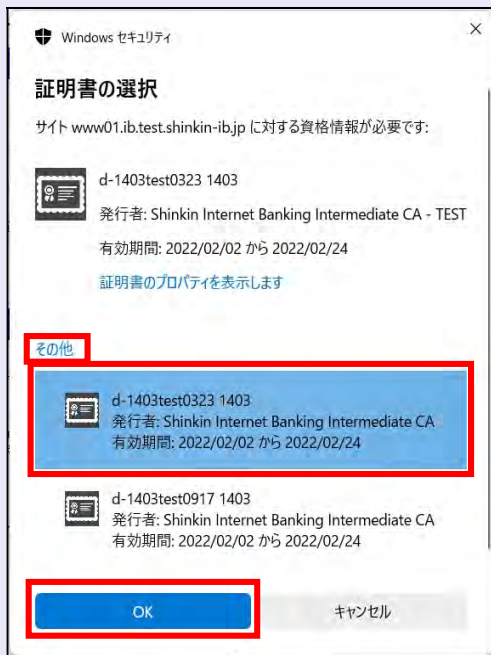 Windows セキュリティ
証明書の選択
サイト www01.ib.test.shinkin-ib.jp に対する資格情報が必要です:
d-1403test0323 1403
発行者: Shinkin Internet Banking Intermediate CA - TEST
有効期間: 2022/02/02 から 2022/02/24
証明書のプロパティを表示します
その他
d-1403test0323 1403
発行者: Shinkin Internet Banking Intermediate CA
有効期間: 2022/02/02 から 2022/02/24
d-1403test0917 1403
発行者: Shinkin Internet Banking Intermediate CA
有効期間: 2022/02/02 から 2022/02/24
OK
キャンセル